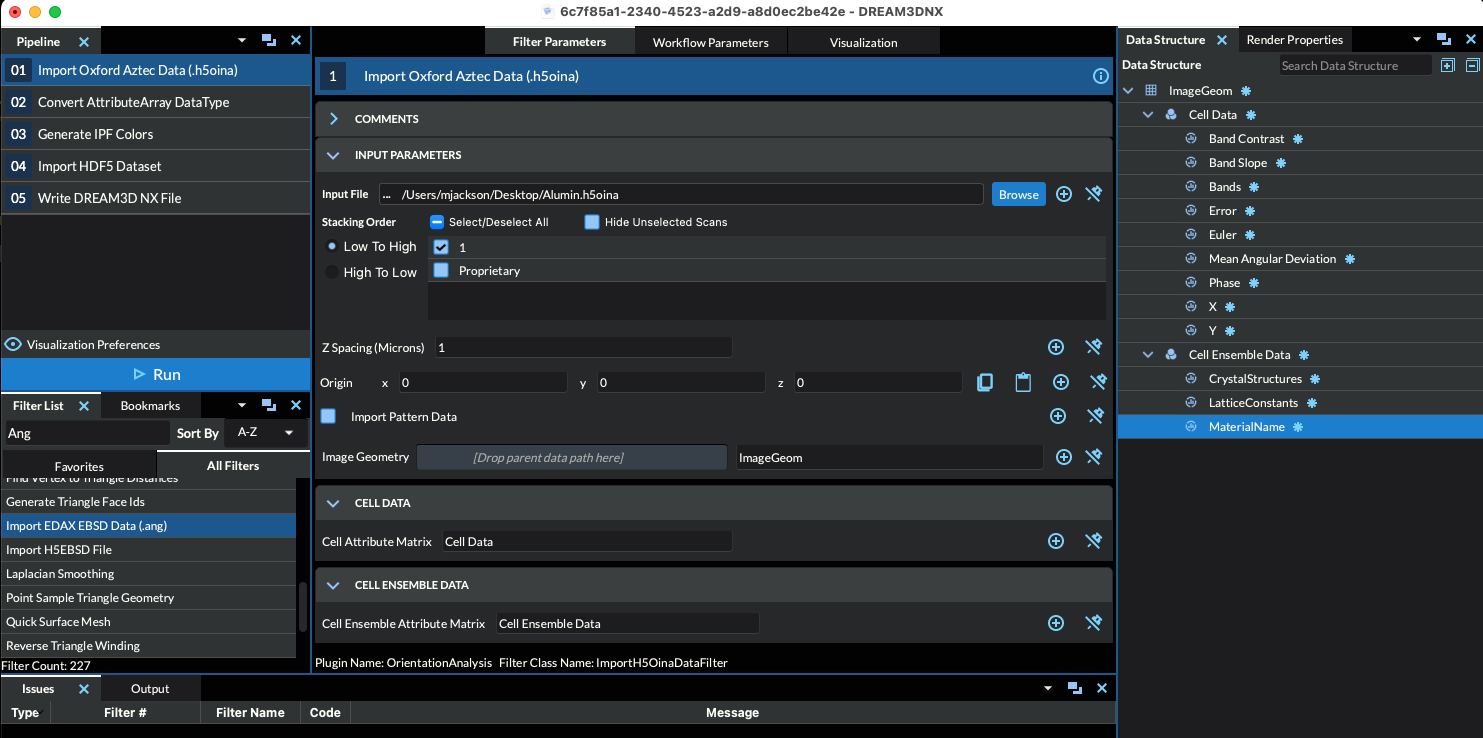 6c7f85a1-2340-4523-a2d9-a8d0ec2be42e - DREAM3DNX
Pipeline
01 Import Oxford Aztec Data (.h5oina)
02 Convert AttributeArray DataType
03 Generate IPF Colors
04 Import HDF5 Dataset
05 Write DREAM3D NX File
Visualization Preferences
Run
Filter List Bookmarks
Ang Sort By A-Z
Favorites All Filters
Find Vertex to Triangle Distances
Generate Triangle Face Ids
Import EDAX EBSD Data (.ang)
Import H5EBSD File
Laplacian Smoothing
Point Sample Triangle Geometry
Quick Surface Mesh
Reverse Triangle Winding
Filter Count: 227
Filter Parameters Workflow Parameters Visualization
1 Import Oxford Aztec Data (.h5oina)
COMMENTS
INPUT PARAMETERS
Input File ... /Users/mjackson/Desktop/Alumin.h5oina Browse
Stacking Order Select/Deselect All Hide Unselected Scans
Low To High 1
High To Low Proprietary
Z Spacing (Microns) 1
Origin x 0 y 0 z 0
Import Pattern Data
Image Geometry [Drop parent data path here] ImageGeom
CELL DATA
Cell Attribute Matrix Cell Data
CELL ENSEMBLE DATA
Cell Ensemble Attribute Matrix Cell Ensemble Data
Plugin Name: OrientationAnalysis Filter Class Name: ImportH5OinaDataFilter
Data Structure Render Properties
Data Structure Search Data Structure
ImageGeom
Cell Data
Band Contrast
Band Slope
Bands
Error
Euler
Mean Angular Deviation
Phase
X
Y
Cell Ensemble Data
CrystalStructures
LatticeConstants
MaterialName
Issues Output
Type Filter # Filter Name Code Message